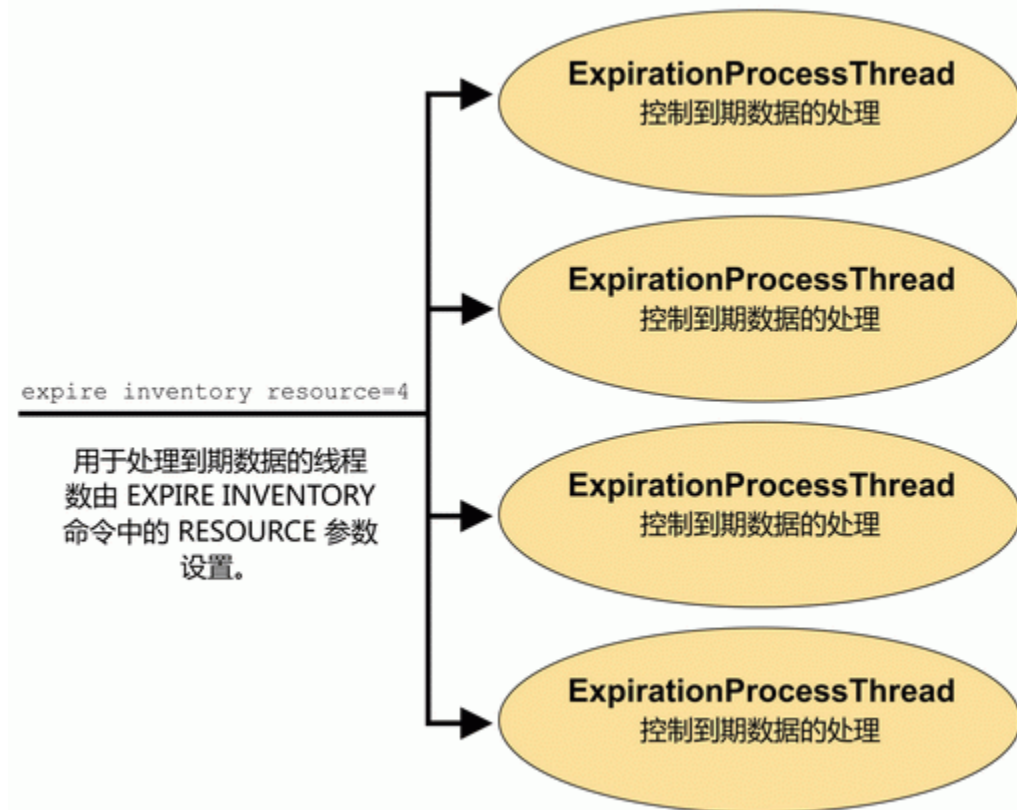 ExpirationProcessThread
控制到期数据的处理
ExpirationProcessThread
控制到期数据的处理
expire inventory resource=4
用于处理到期数据的线程
数由 EXPIRE INVENTORY
命令中的 RESOURCE 参数
设置。
ExpirationProcessThread
控制到期数据的处理
ExpirationProcessThread
控制到期数据的处理